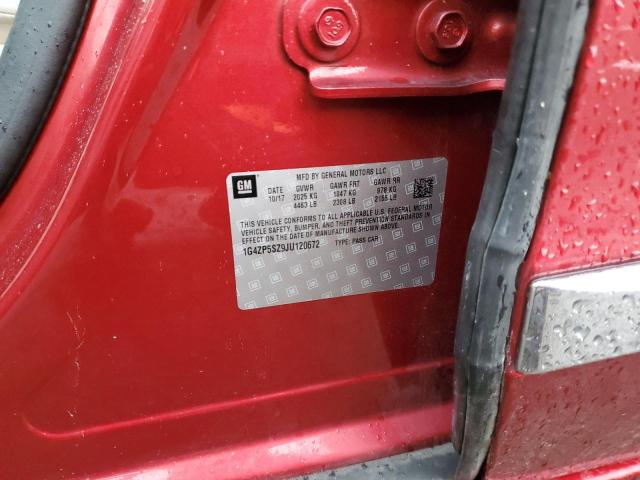 GM
MFD BY GENERAL MOTORS LLC
DATE GVWR GAWR FRT GAWR RR
10/17 2025 KG 1047 KG 978 KG
4463 LB 2308 LB 2155 LB
THIS VEHICLE CONFORMS TO ALL APPLICABLE U.S. FEDERAL MOTOR
VEHICLE SAFETY, BUMPER, AND THEFT PREVENTION STANDARDS IN
EFFECT ON THE DATE OF MANUFACTURE SHOWN ABOVE.
1G4ZP5SZ9JU120672 TYPE: PASS CAR